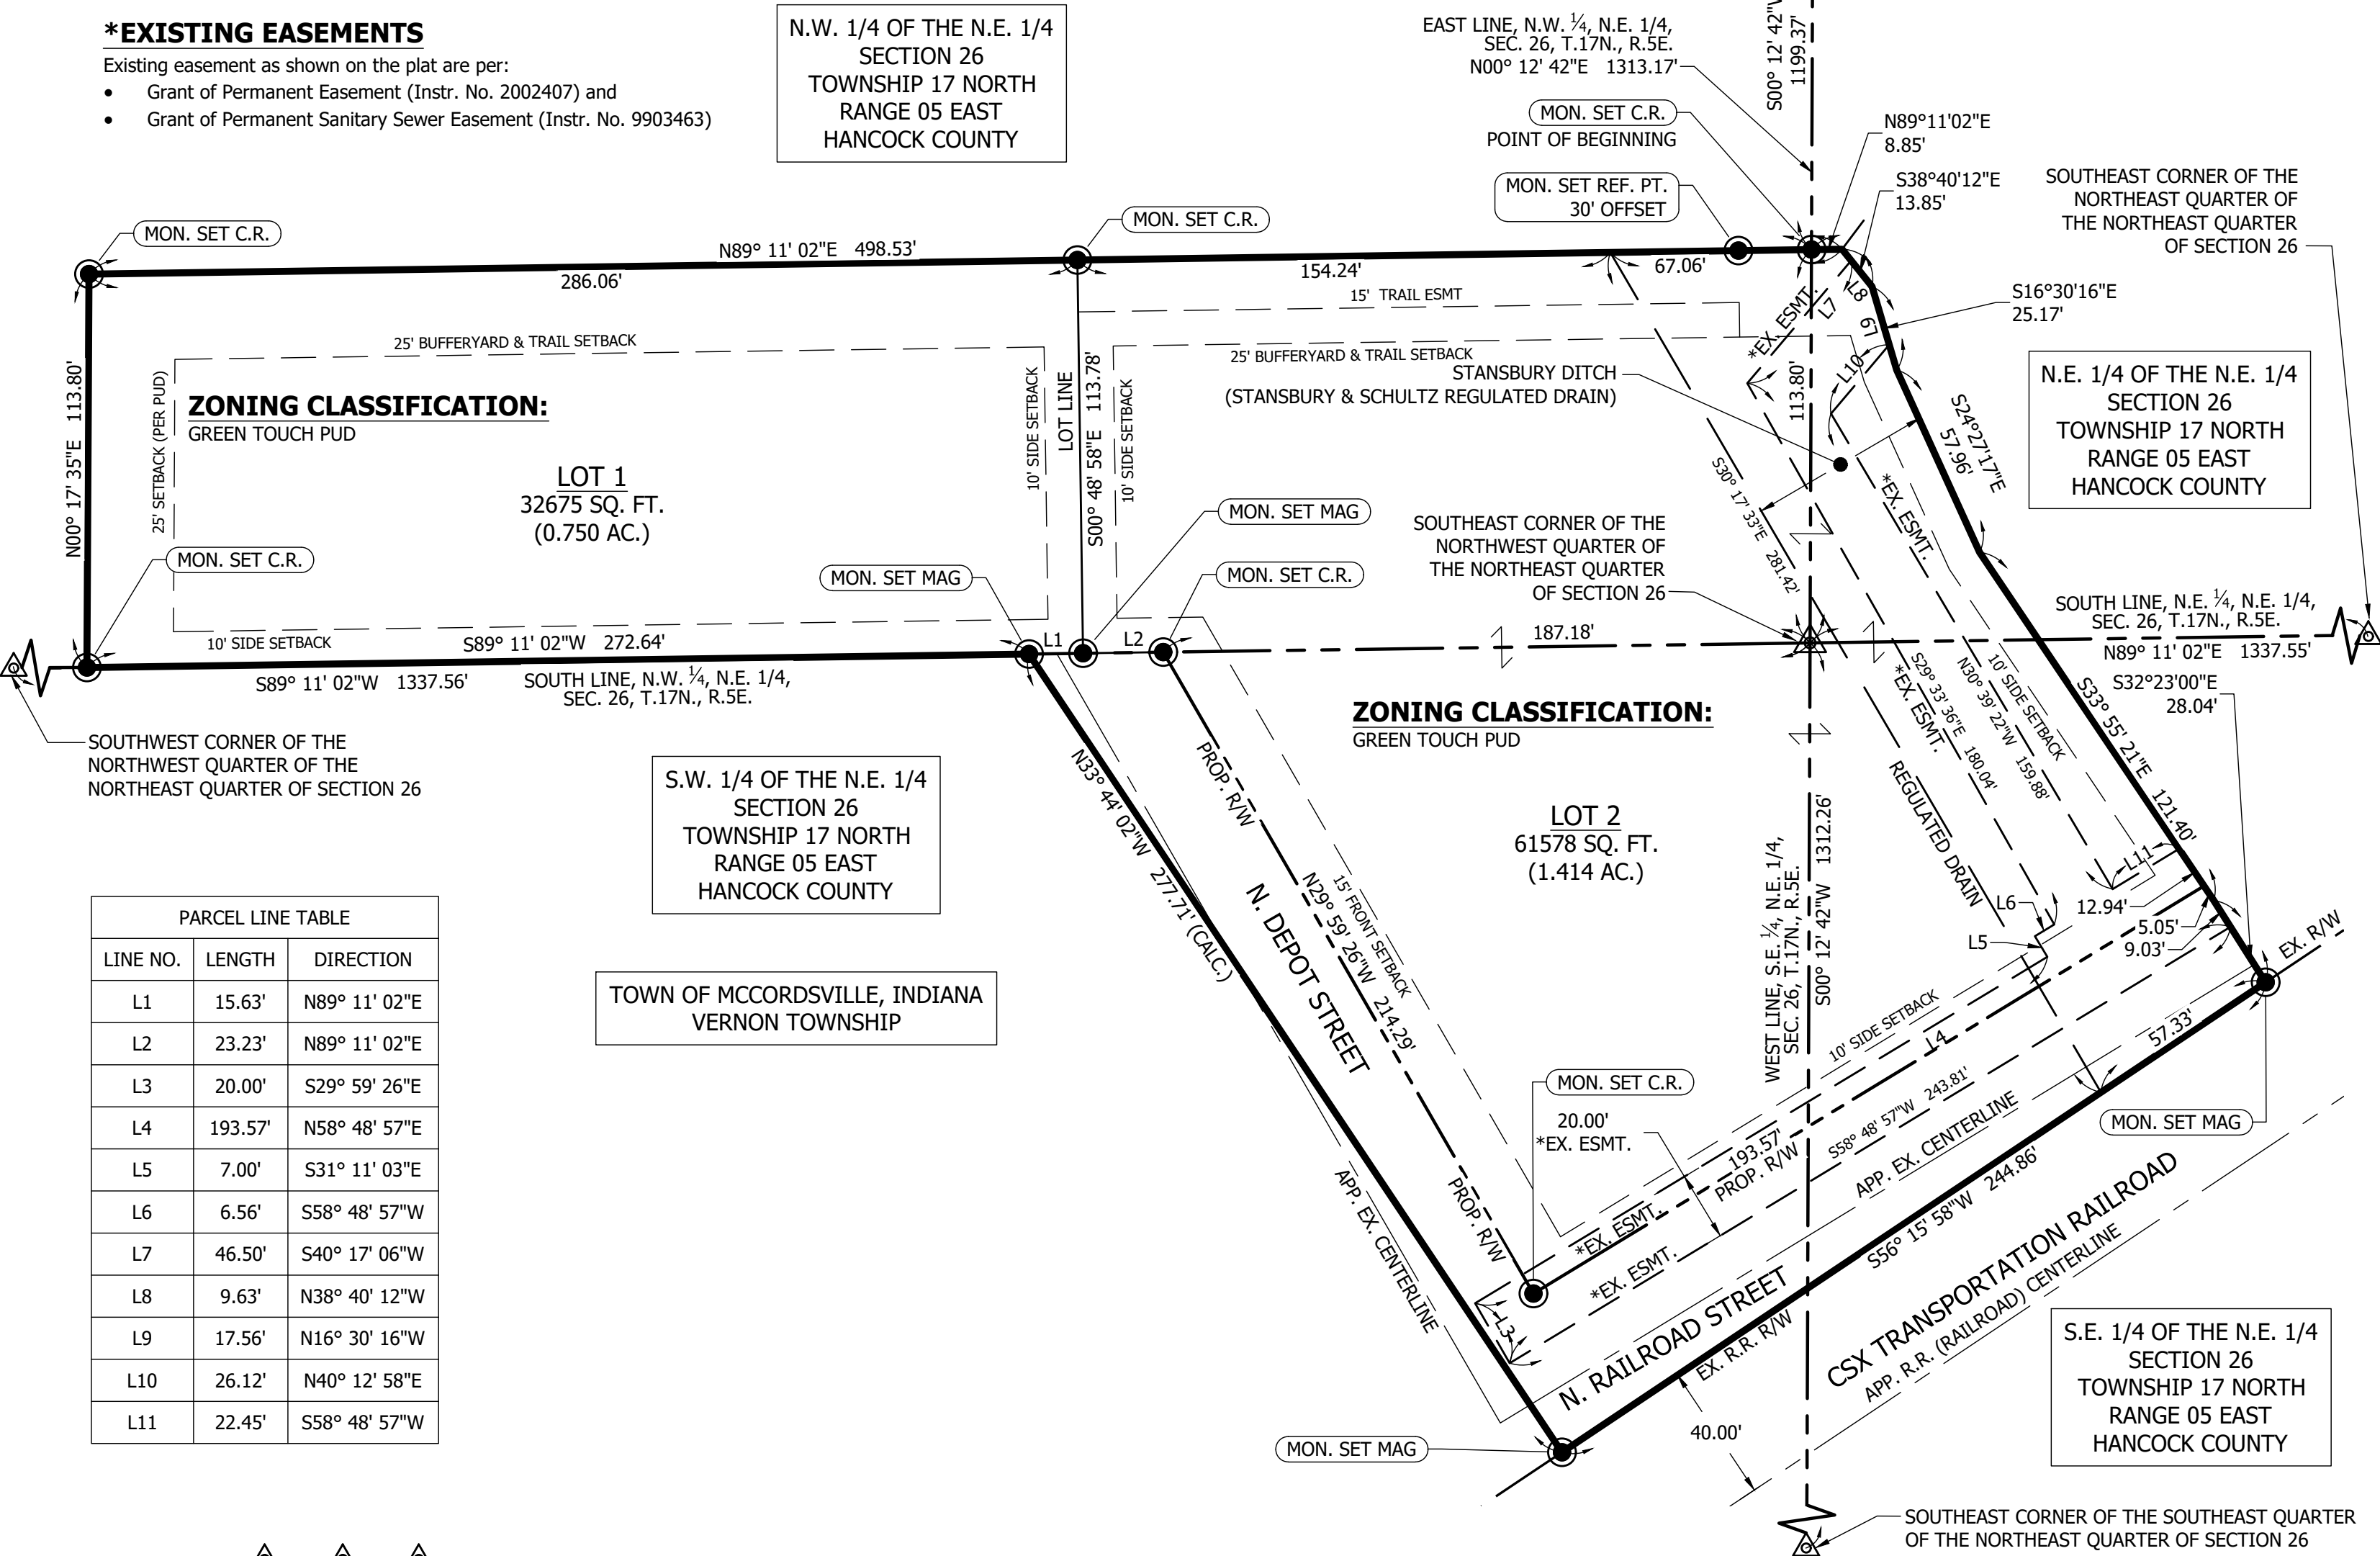 *EXISTING EASEMENTS
Existing easement as shown on the plat are per:
• Grant of Permanent Easement (Instr. No. 2002407) and
• Grant of Permanent Sanitary Sewer Easement (Instr. No. 9903463)
N.W. 1/4 OF THE N.E. 1/4
SECTION 26
TOWNSHIP 17 NORTH
RANGE 05 EAST
HANCOCK COUNTY
EAST LINE, N.W. ¼, N.E. 1/4,
SEC. 26, T.17N., R.5E.
N00° 12' 42"E 1313.17'
S00° 12' 42"W
1199.37'
MON. SET C.R.
POINT OF BEGINNING
MON. SET REF. PT.
30' OFFSET
N89°11'02"E
8.85'
S38°40'12"E
13.85'
SOUTHEAST CORNER OF THE
NORTHEAST QUARTER OF
THE NORTHEAST QUARTER
OF SECTION 26
MON. SET C.R.
MON. SET C.R.
N89° 11' 02"E 498.53'
286.06'
154.24'
67.06'
15' TRAIL ESMT
*EX. ESMT.
L7
L8
L9
L10
S16°30'16"E
25.17'
25' BUFFERYARD & TRAIL SETBACK
25' BUFFERYARD & TRAIL SETBACK
STANSBURY DITCH
(STANSBURY & SCHULTZ REGULATED DRAIN)
N00° 17' 35"E 113.80'
25' SETBACK (PER PUD)
ZONING CLASSIFICATION:
GREEN TOUCH PUD
LOT 1
32675 SQ. FT.
(0.750 AC.)
10' SIDE SETBACK
LOT LINE
S00° 48' 58"E 113.78'
10' SIDE SETBACK
113.80'
S24°27'17"E
57.96'
N.E. 1/4 OF THE N.E. 1/4
SECTION 26
TOWNSHIP 17 NORTH
RANGE 05 EAST
HANCOCK COUNTY
S30° 17' 33"E 281.42'
*EX. ESMT.
MON. SET C.R.
MON. SET MAG
MON. SET MAG
MON. SET C.R.
SOUTHEAST CORNER OF THE
NORTHWEST QUARTER OF
THE NORTHEAST QUARTER
OF SECTION 26
10' SIDE SETBACK
S89° 11' 02"W 272.64'
L1
L2
187.18'
SOUTH LINE, N.E. ¼, N.E. 1/4,
SEC. 26, T.17N., R.5E.
N89° 11' 02"E 1337.55'
S89° 11' 02"W 1337.56'
SOUTH LINE, N.W. ¼, N.E. 1/4,
SEC. 26, T.17N., R.5E.
S32°23'00"E
28.04'
SOUTHWEST CORNER OF THE
NORTHWEST QUARTER OF THE
NORTHEAST QUARTER OF SECTION 26
ZONING CLASSIFICATION:
GREEN TOUCH PUD
S29° 33' 36"E 180.04'
*EX. ESMT.
N30° 39' 22"W 159.88'
10' SIDE SETBACK
S33° 55' 21"E 121.40'
REGULATED DRAIN
S.W. 1/4 OF THE N.E. 1/4
SECTION 26
TOWNSHIP 17 NORTH
RANGE 05 EAST
HANCOCK COUNTY
N33° 44' 02"W 277.71' (CALC.)
PROP. R/W
LOT 2
61578 SQ. FT.
(1.414 AC.)
WEST LINE, S.E. ¼, N.E. 1/4,
SEC. 26, T.17N., R.5E.
S00° 12' 42"W 1312.26'
L11
L6
L5
12.94'
5.05'
9.03'
EX. R/W
N. DEPOT STREET
N29° 59' 26"W 214.29'
15' FRONT SETBACK
PARCEL LINE TABLE
LINE NO. LENGTH DIRECTION
L1 15.63' N89° 11' 02"E
L2 23.23' N89° 11' 02"E
L3 20.00' S29° 59' 26"E
L4 193.57' N58° 48' 57"E
L5 7.00' S31° 11' 03"E
L6 6.56' S58° 48' 57"W
L7 46.50' S40° 17' 06"W
L8 9.63' N38° 40' 12"W
L9 17.56' N16° 30' 16"W
L10 26.12' N40° 12' 58"E
L11 22.45' S58° 48' 57"W
TOWN OF MCCORDSVILLE, INDIANA
VERNON TOWNSHIP
10' SIDE SETBACK
L4
57.33'
MON. SET C.R.
20.00'
*EX. ESMT.
193.57'
PROP. R/W
S58° 48' 57"W 243.81'
APP. EX. CENTERLINE
MON. SET MAG
APP. EX. CENTERLINE
PROP. R/W
*EX. ESMT.
*EX. ESMT.
L3
S56° 15' 58"W 244.86'
N. RAILROAD STREET
EX. R.R. R/W
CSX TRANSPORTATION RAILROAD
APP. R.R. (RAILROAD) CENTERLINE
40.00'
MON. SET MAG
S.E. 1/4 OF THE N.E. 1/4
SECTION 26
TOWNSHIP 17 NORTH
RANGE 05 EAST
HANCOCK COUNTY
SOUTHEAST CORNER OF THE SOUTHEAST QUARTER
OF THE NORTHEAST QUARTER OF SECTION 26